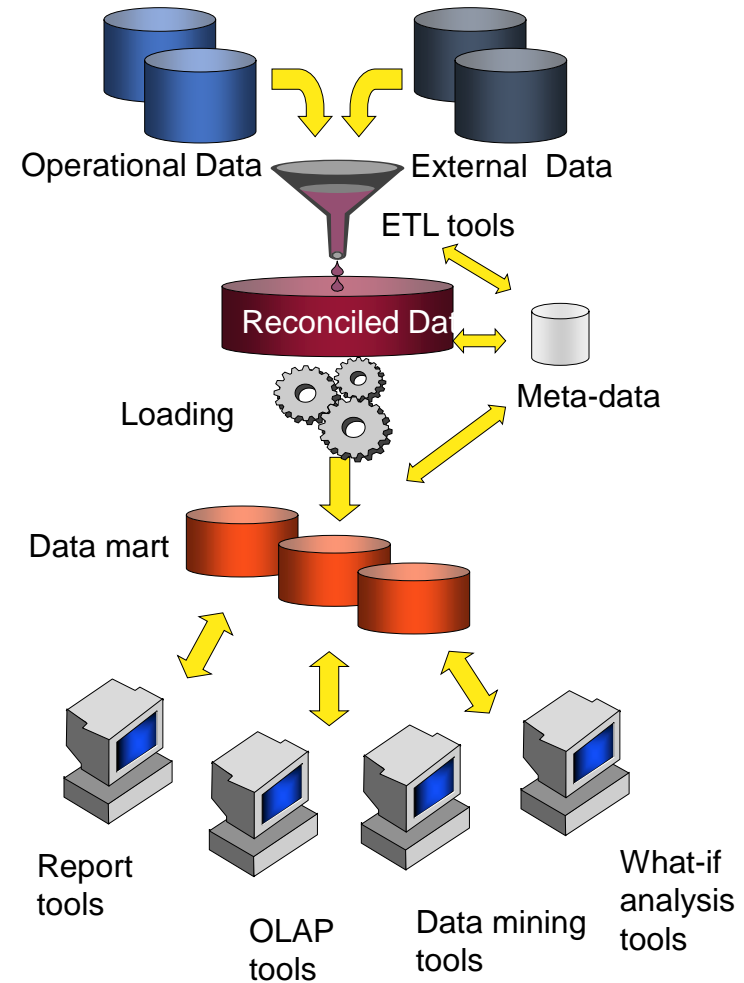 Operational Data
External Data
ETL tools
Reconciled Dat
Meta-data
Loading
Data mart
Report
tools
OLAP
tools
Data mining
tools
What-if
analysis
tools